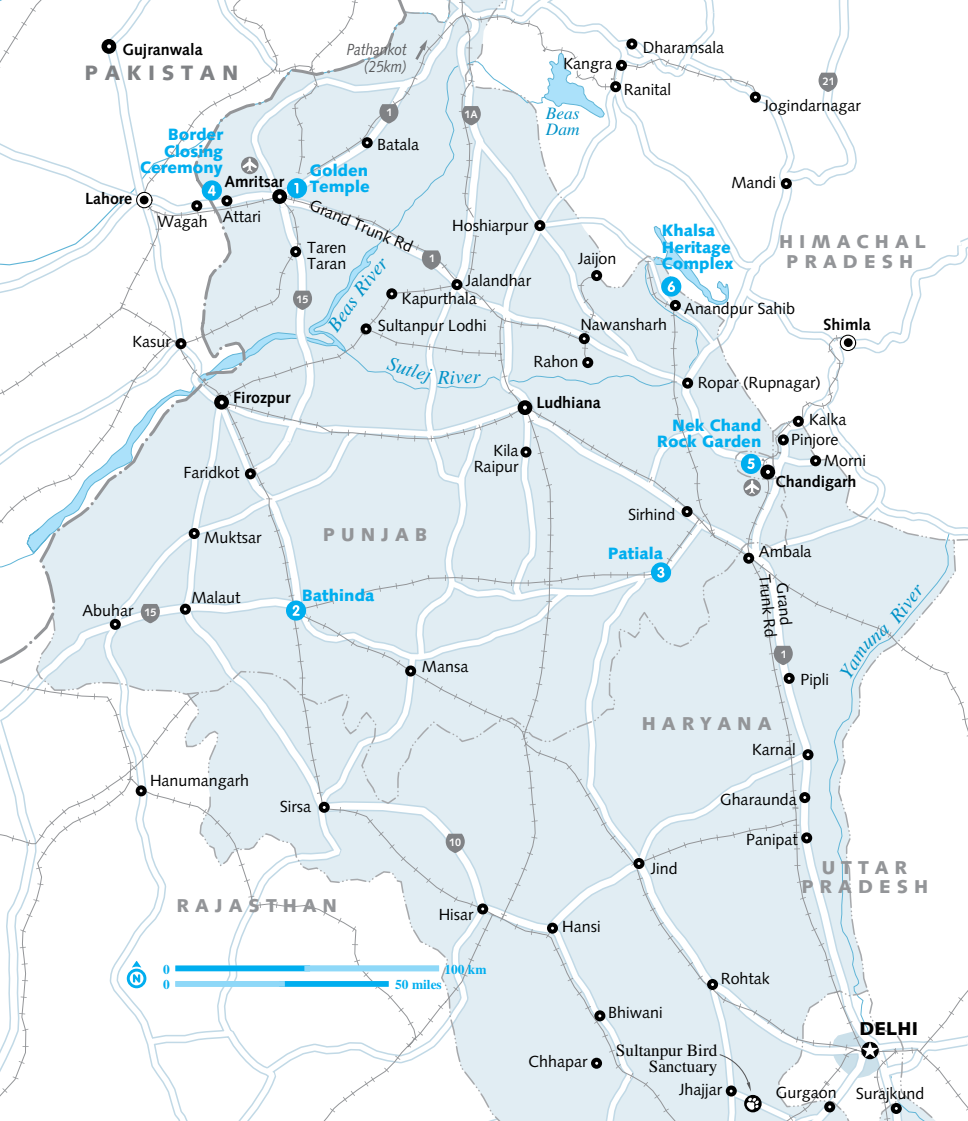 Gujranwala
PAKISTAN
Pathankot
(25km)
Dharamsala
Kangra
Ranital
21
Jogindarnagar
Beas
Dam
1
1A
Batala
Børder
Closing
Ceremony
4
Amritsar
1
Golden
Temple
Lahore
Wagah
Attari
Grand Trunk Rd
Mandi
Hoshiarpur
Khalsa
Heritage
Complex
6
HIMACHAL
PRADESH
Taren
Taran
Beas River
1
Jaijon
Jalandhar
Kapurthala
15
Anandpur Sahib
Sultanpur Lodhi
Nawansharh
Shimla
Kasur
Rahon
Sutlej River
Ropar (Rupnagar)
Firozpur
Ludhiana
Kalka
Nek Chand
Rock Garden
Pinjore
5
Morni
Kila
Raipur
Chandigarh
Faridkot
Sirhind
Muktsar
PUNJAB
Patiala
3
Ambala
Grand
Trunk Rd
Yamuna River
Bathinda
2
Malaut
Abuhar
15
1
Mansa
Pipli
HARYANA
Karnal
Hanumangarh
Sirsa
Gharaunda
10
Panipat
Jind
UTTAR
PRADESH
RAJASTHAN
Hisar
Hansi
N
0
100 km
0
50 miles
Rohtak
Bhiwani
DELHI
Sultanpur Bird
Sanctuary
Chhapar
Jhajjar
Gurgaon
Surajkund